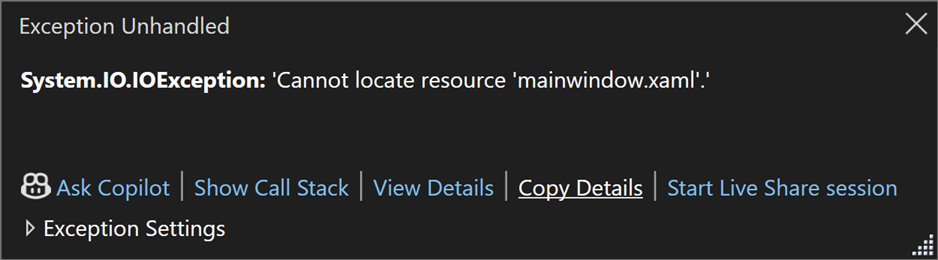 Exception Unhandled
System.IO.IOException: 'Cannot locate resource 'mainwindow.xaml'.'
Ask Copilot | Show Call Stack | View Details | Copy Details | Start Live Share session
Exception Settings